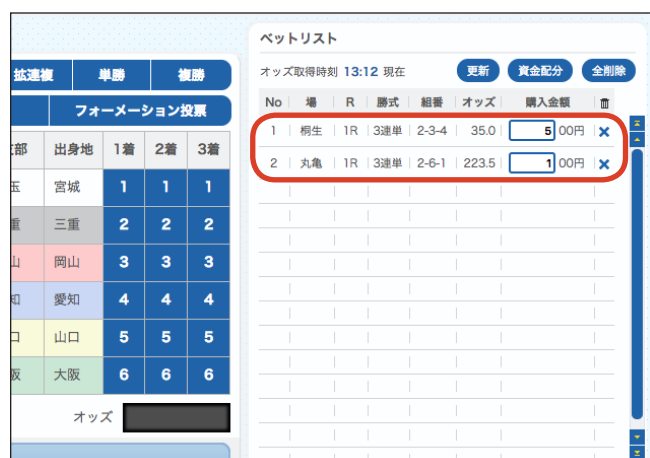 ベットリスト
オッズ取得時刻 13:12 現在 更新 資金配分 全削除
No 場 R 勝式 組番 オッズ 購入金額
1 桐生 1R 3連単 2-3-4 35.0 5 00円 ×
2 丸亀 1R 3連単 2-6-1 223.5 1 00円 ×
拡連複 単勝 複勝
フォーメーション投票
出身地 1着 2着 3着
宮城 1 1 1
三重 2 2 2
岡山 3 3 3
愛知 4 4 4
山口 5 5 5
大阪 6 6 6
オッズ